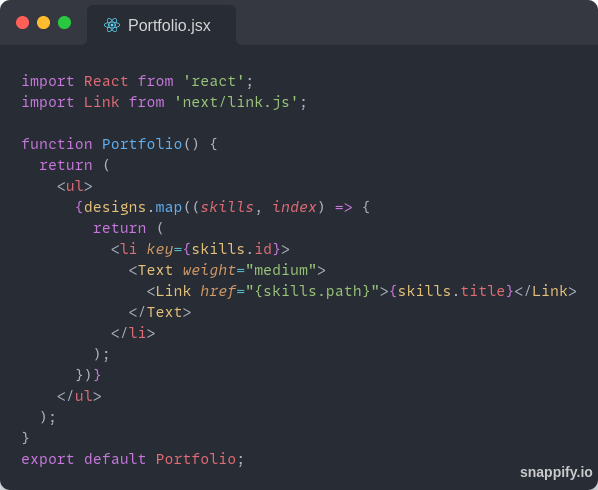 Portfolio.jsx
import React from 'react';
import Link from 'next/link.js';
function Portfolio() {
  return (
    <ul>
      {designs.map((skills, index) => {
        return (
          <li key={skills.id}>
            <Text weight="medium">
              <Link href="{skills.path}">{skills.title}</Link>
            </Text>
          </li>
        );
      })}
    </ul>
  );
}
export default Portfolio;
snappify.io